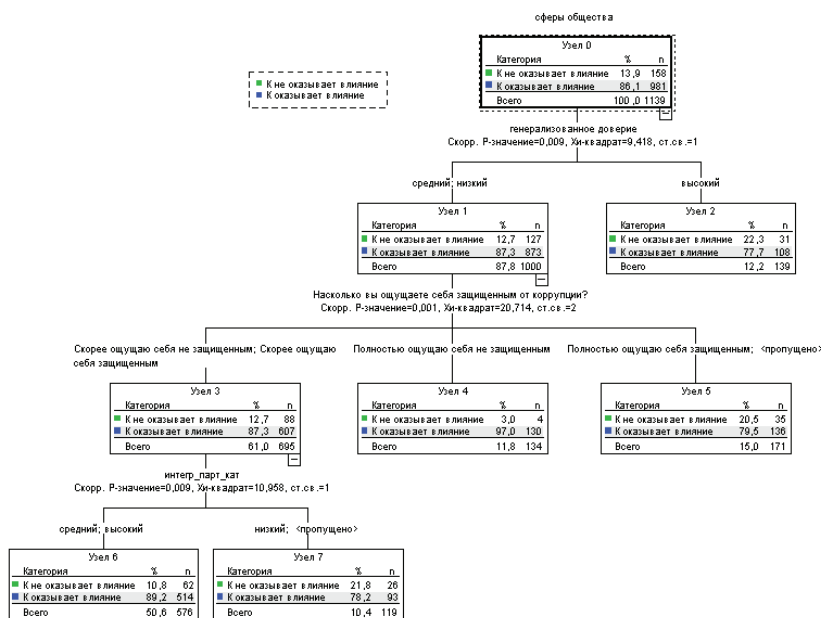 сферы общества
К не оказывает влияние
К оказывает влияние
Узел 0
Категория % n
К не оказывает влияние 13,9 158
К оказывает влияние 86,1 981
Всего 100,0 1139
генерализованное доверие
Скорр. Р-значение=0,009, Хи-квадрат=9,418, ст.св.=1
средний; низкий
высокий
Узел 1
Категория % n
К не оказывает влияние 12,7 127
К оказывает влияние 87,3 873
Всего 87,8 1000
Узел 2
Категория % n
К не оказывает влияние 22,3 31
К оказывает влияние 77,7 108
Всего 12,2 139
Насколько вы ощущаете себя защищенным от коррупции?
Скорр. Р-значение=0,001, Хи-квадрат=20,714, ст.св.=2
Скорее ощущаю себя не защищенным; Скорее ощущаю
себя защищенным
Полностью ощущаю себя не защищенным
Полностью ощущаю себя защищенным; <пропущено>
Узел 3
Категория % n
К не оказывает влияние 12,7 88
К оказывает влияние 87,3 607
Всего 61,0 695
Узел 4
Категория % n
К не оказывает влияние 3,0 4
К оказывает влияние 97,0 130
Всего 11,8 134
Узел 5
Категория % n
К не оказывает влияние 20,5 35
К оказывает влияние 79,5 136
Всего 15,0 171
интегр_парт_кат
Скорр. Р-значение=0,009, Хи-квадрат=10,958, ст.св.=1
средний; высокий
низкий; <пропущено>
Узел 6
Категория % n
К не оказывает влияние 10,8 62
К оказывает влияние 89,2 514
Всего 50,6 576
Узел 7
Категория % n
К не оказывает влияние 21,8 26
К оказывает влияние 78,2 93
Всего 10,4 119